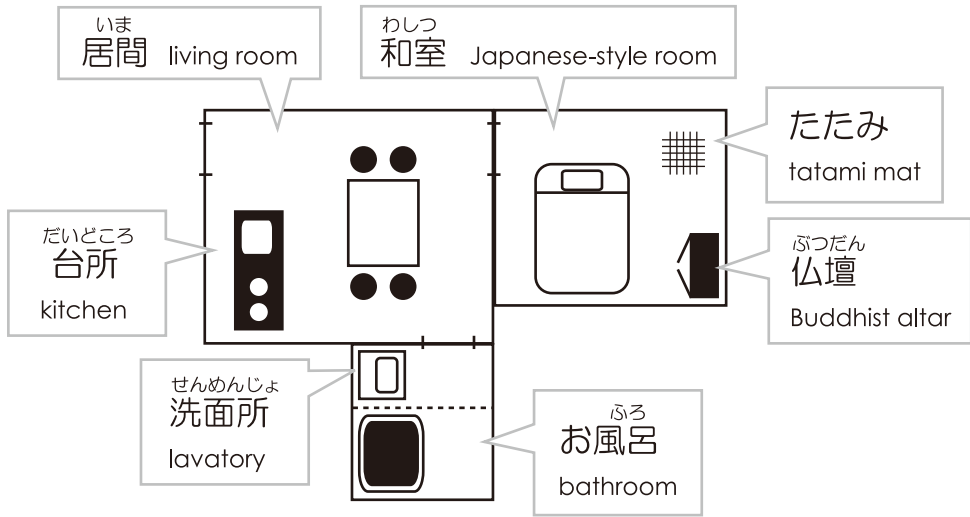 いま
居間 living room
わしつ
和室 Japanese-style room
たたみ
tatami mat
だいどころ
台所
kitchen
ぶつだん
仏壇
Buddhist altar
せんめんじょ
洗面所
lavatory
ふろ
お風呂
bathroom